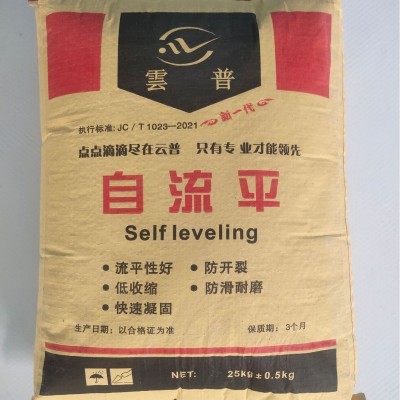 雲普
执行标准: JC / T 1023—2021
新一代
点点滴滴尽在云普 只有专业才能领先
自流平
Self leveling
• 流平性好 • 防开裂
• 低收缩 • 防滑耐磨
• 快速凝固
生产日期: 以合格证为准 保质期: 3个月
NET: 25kg ± 0.5kg